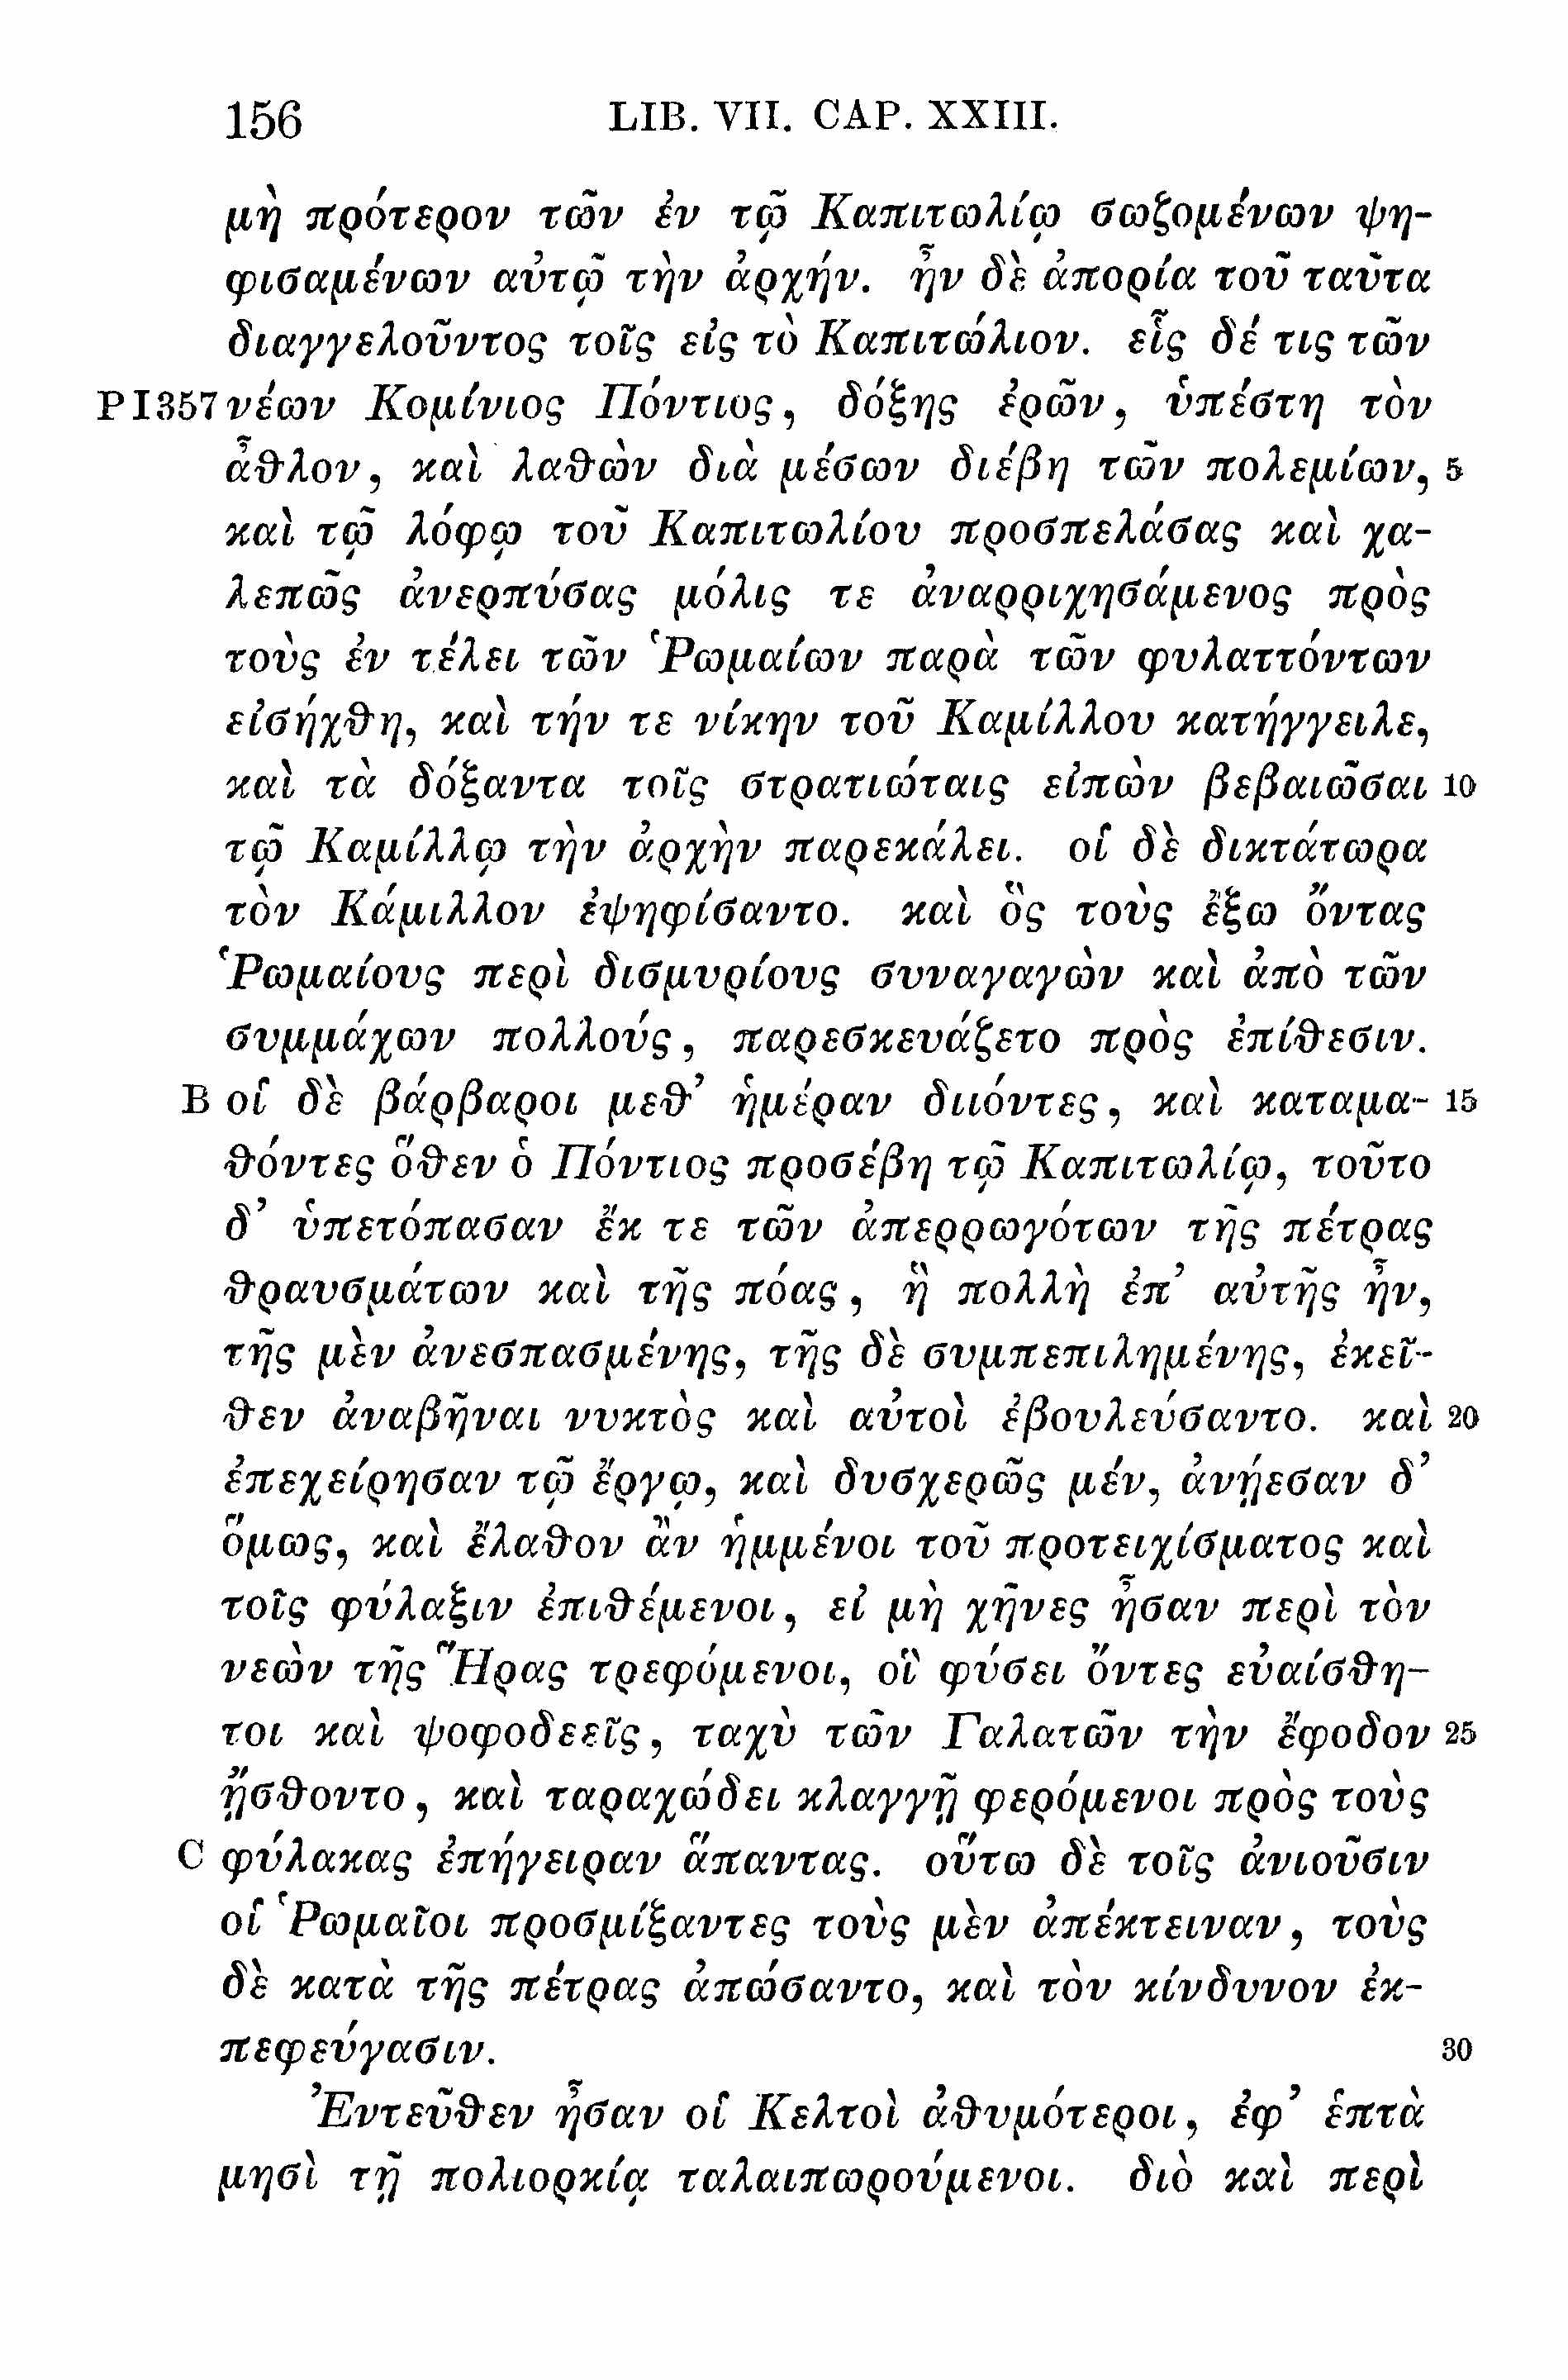 156 LIB. VII. CAP. XXIII.
μὴ πρότερον τῶν ἐν τῷ Καπιτωλίῳ σωζομένων ψη-
φισαμένων αὐτῷ τὴν ἀρχήν. ἦν δὲ ἀπορία τοῦ ταῦτα
διαγγελοῦντος τοῖς εἰς τὸ Καπιτώλιον. εἷς δέ τις τῶν
P I 357 νέων Κομίνιος Πόντιος, δόξης ἐρῶν, ὑπέστη τὸν
ἆθλον, καὶ λαθὼν διὰ μέσων διέβη τῶν πολεμίων, 5
καὶ τῷ λόφῳ τοῦ Καπιτωλίου προσπελάσας καὶ χα-
λεπῶς ἀνερπύσας μόλις τε ἀναρριχησάμενος πρὸς
τοὺς ἐν τέλει τῶν Ῥωμαίων παρὰ τῶν φυλαττόντων
εἰσήχθη, καὶ τήν τε νίκην τοῦ Καμίλλου κατήγγειλε,
καὶ τὰ δόξαντα τοῖς στρατιώταις εἰπὼν βεβαιῶσαι 10
τῷ Καμίλλῳ τὴν ἀρχὴν παρεκάλει. οἱ δὲ δικτάτωρα
τὸν Κάμιλλον ἐψηφίσαντο. καὶ ὃς τοὺς ἔξω ὄντας
Ῥωμαίους περὶ δισμυρίους συναγαγὼν καὶ ἀπὸ τῶν
συμμάχων πολλούς, παρεσκευάζετο πρὸς ἐπίθεσιν.
B οἱ δὲ βάρβαροι μεθ’ ἡμέραν διιόντες, καὶ καταμα- 15
θόντες ὅθεν ὁ Πόντιος προσέβη τῷ Καπιτωλίῳ, τοῦτο
δ’ ὑπετόπασαν ἔκ τε τῶν ἀπερρωγότων τῆς πέτρας
θραυσμάτων καὶ τῆς πόας, ἣ πολλὴ ἐπ’ αὐτῆς ἦν,
τῆς μὲν ἀνεσπασμένης, τῆς δὲ συμπεπιλημένης, ἐκεῖ-
θεν ἀναβῆναι νυκτὸς καὶ αὐτοὶ ἐβουλεύσαντο. καὶ 20
ἐπεχείρησαν τῷ ἔργῳ, καὶ δυσχερῶς μέν, ἀνῄεσαν δ’
ὅμως, καὶ ἔλαθον ἂν ἡμμένοι τοῦ προτειχίσματος καὶ
τοῖς φύλαξιν ἐπιθέμενοι, εἰ μὴ χῆνες ἦσαν περὶ τὸν
νεὼν τῆς Ἥρας τρεφόμενοι, οἳ φύσει ὄντες εὐαίσθη-
τοι καὶ ψοφοδεεῖς, ταχὺ τῶν Γαλατῶν τὴν ἔφοδον 25
ᾔσθοντο, καὶ ταραχώδει κλαγγῇ φερόμενοι πρὸς τοὺς
C φύλακας ἐπήγειραν ἅπαντας. οὕτω δὲ τοῖς ἀνιοῦσιν
οἱ Ῥωμαῖοι προσμίξαντες τοὺς μὲν ἀπέκτειναν, τοὺς
δὲ κατὰ τῆς πέτρας ἀπώσαντο, καὶ τὸν κίνδυνον ἐκ-
πεφεύγασιν. 30
Ἐντεῦθεν ἦσαν οἱ Κελτοὶ ἀθυμότεροι, ἐφ’ ἑπτὰ
μησὶ τῇ πολιορκίᾳ ταλαιπωρούμενοι. διὸ καὶ περὶ